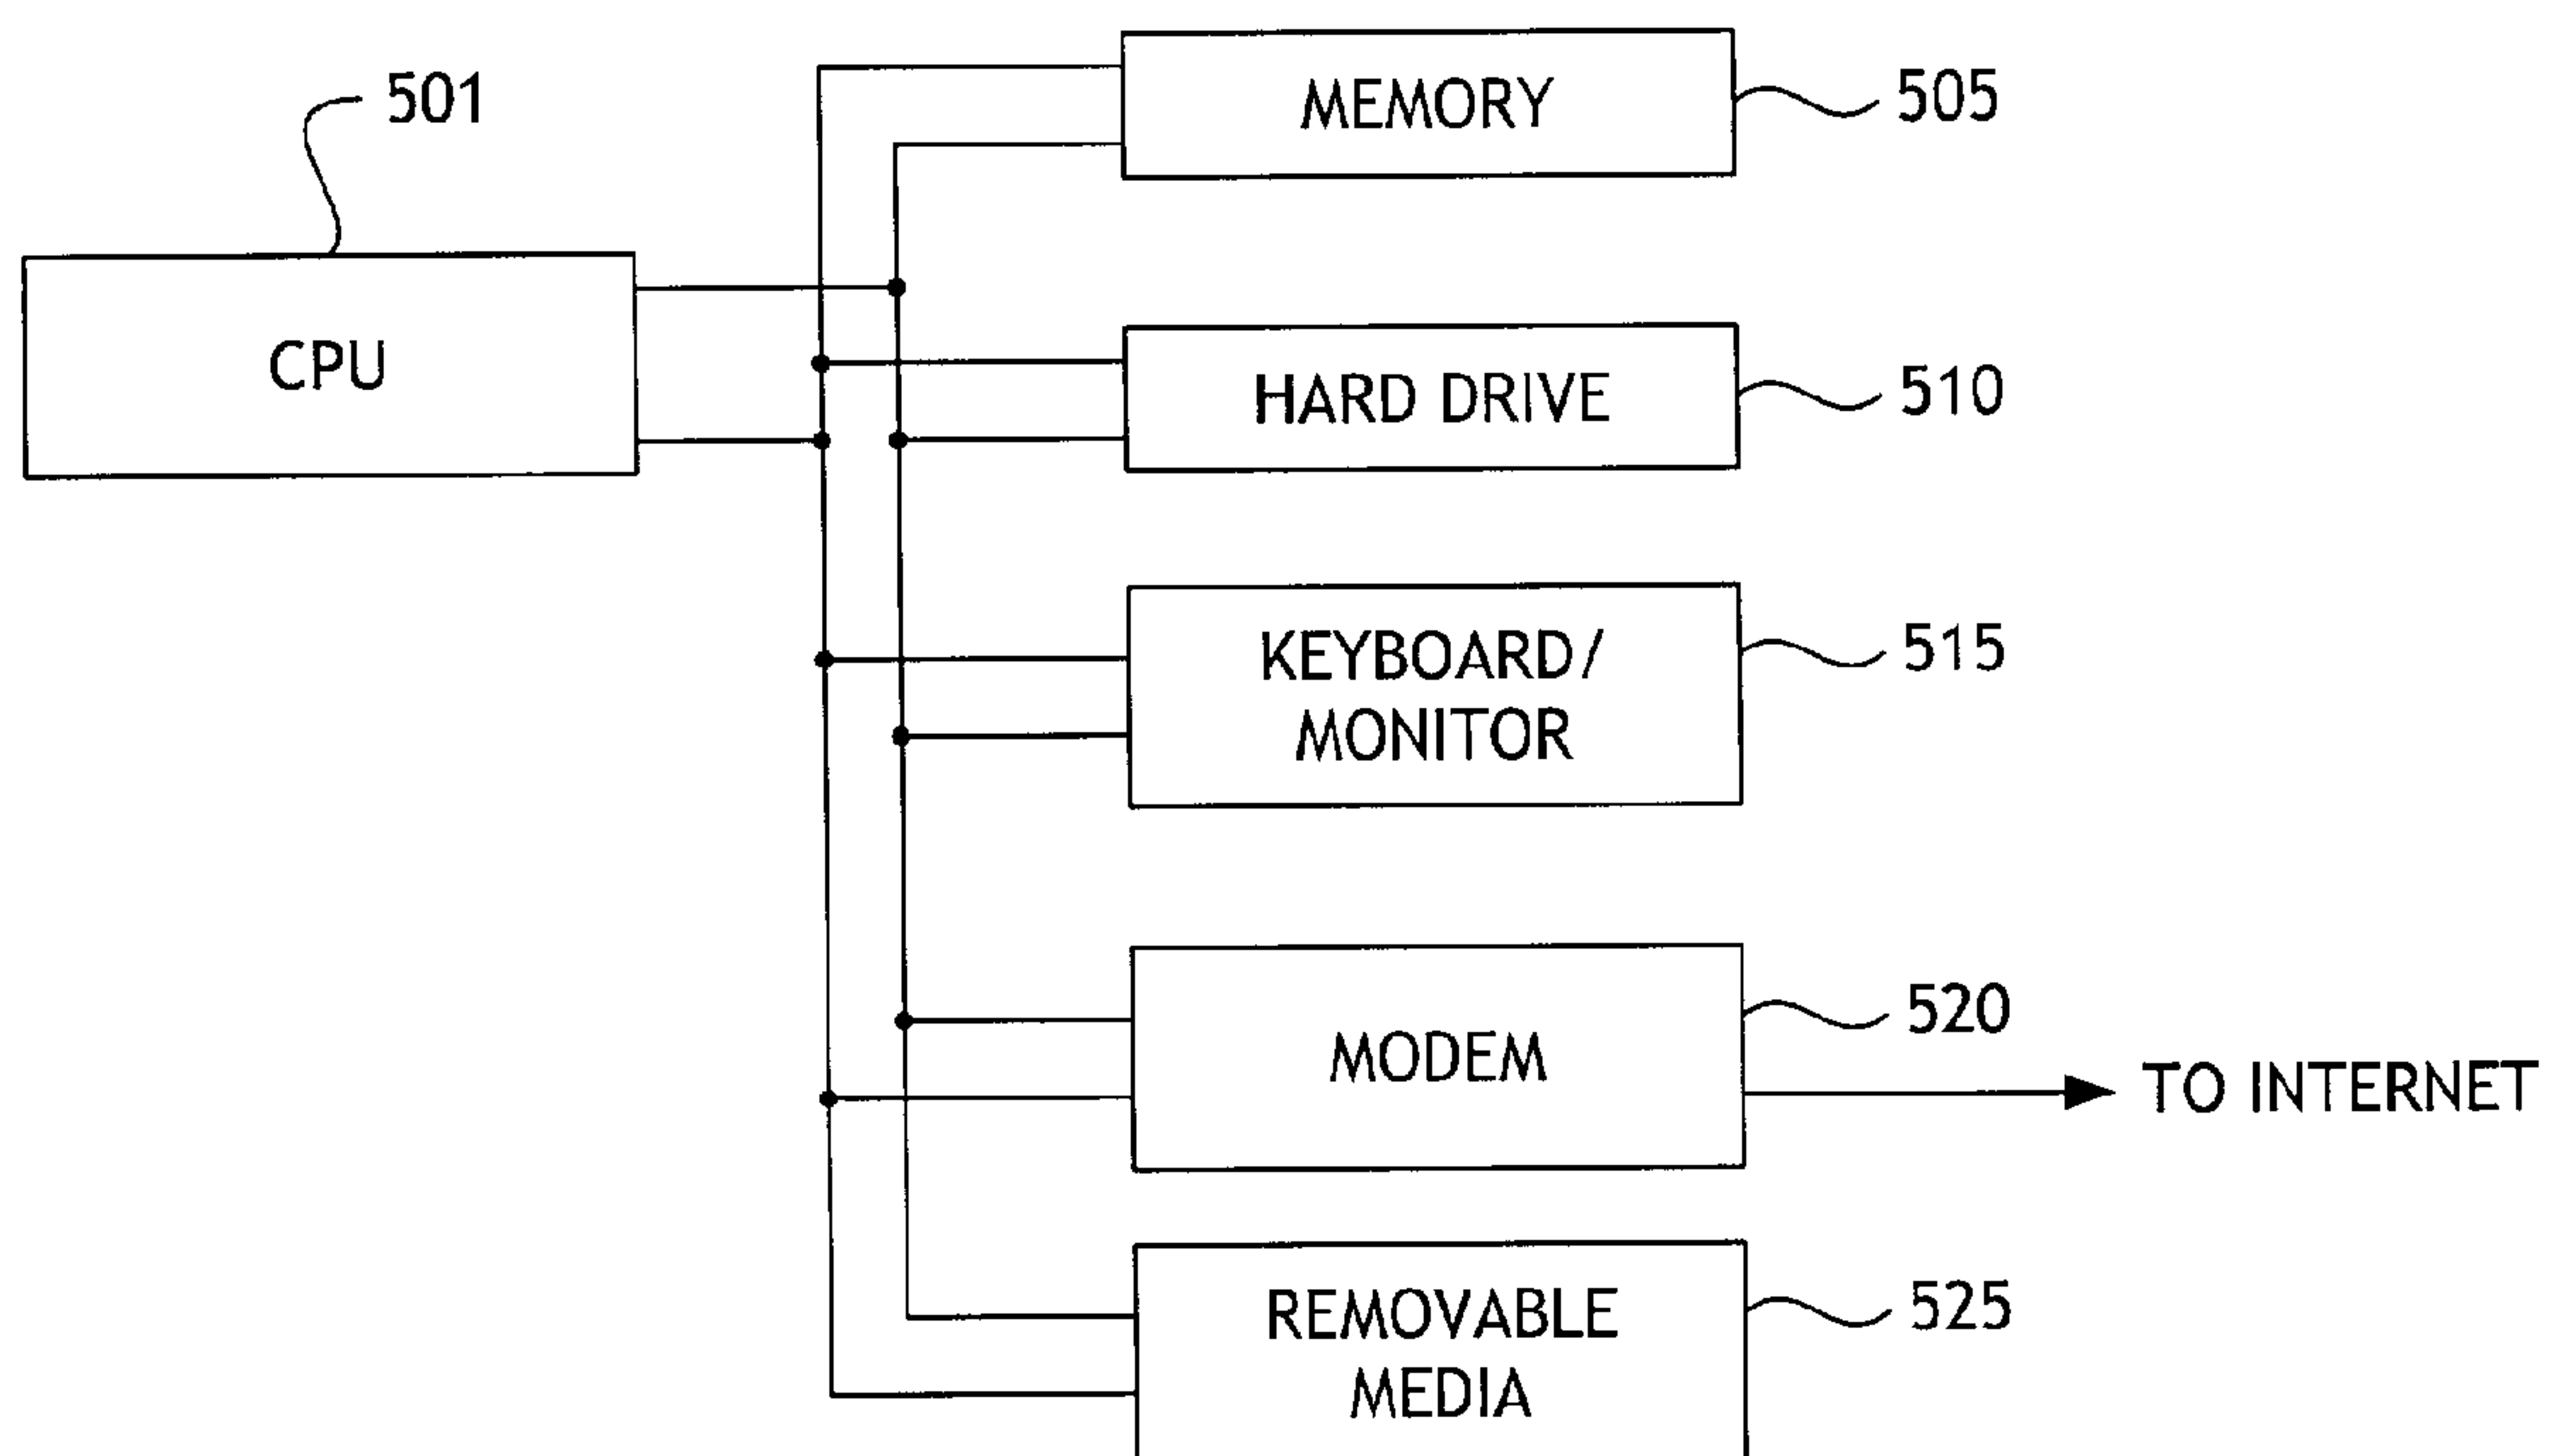 501
MEMORY
505
CPU
HARD DRIVE
510
KEYBOARD/
MONITOR
515
MODEM
520
TO INTERNET
REMOVABLE
MEDIA
525